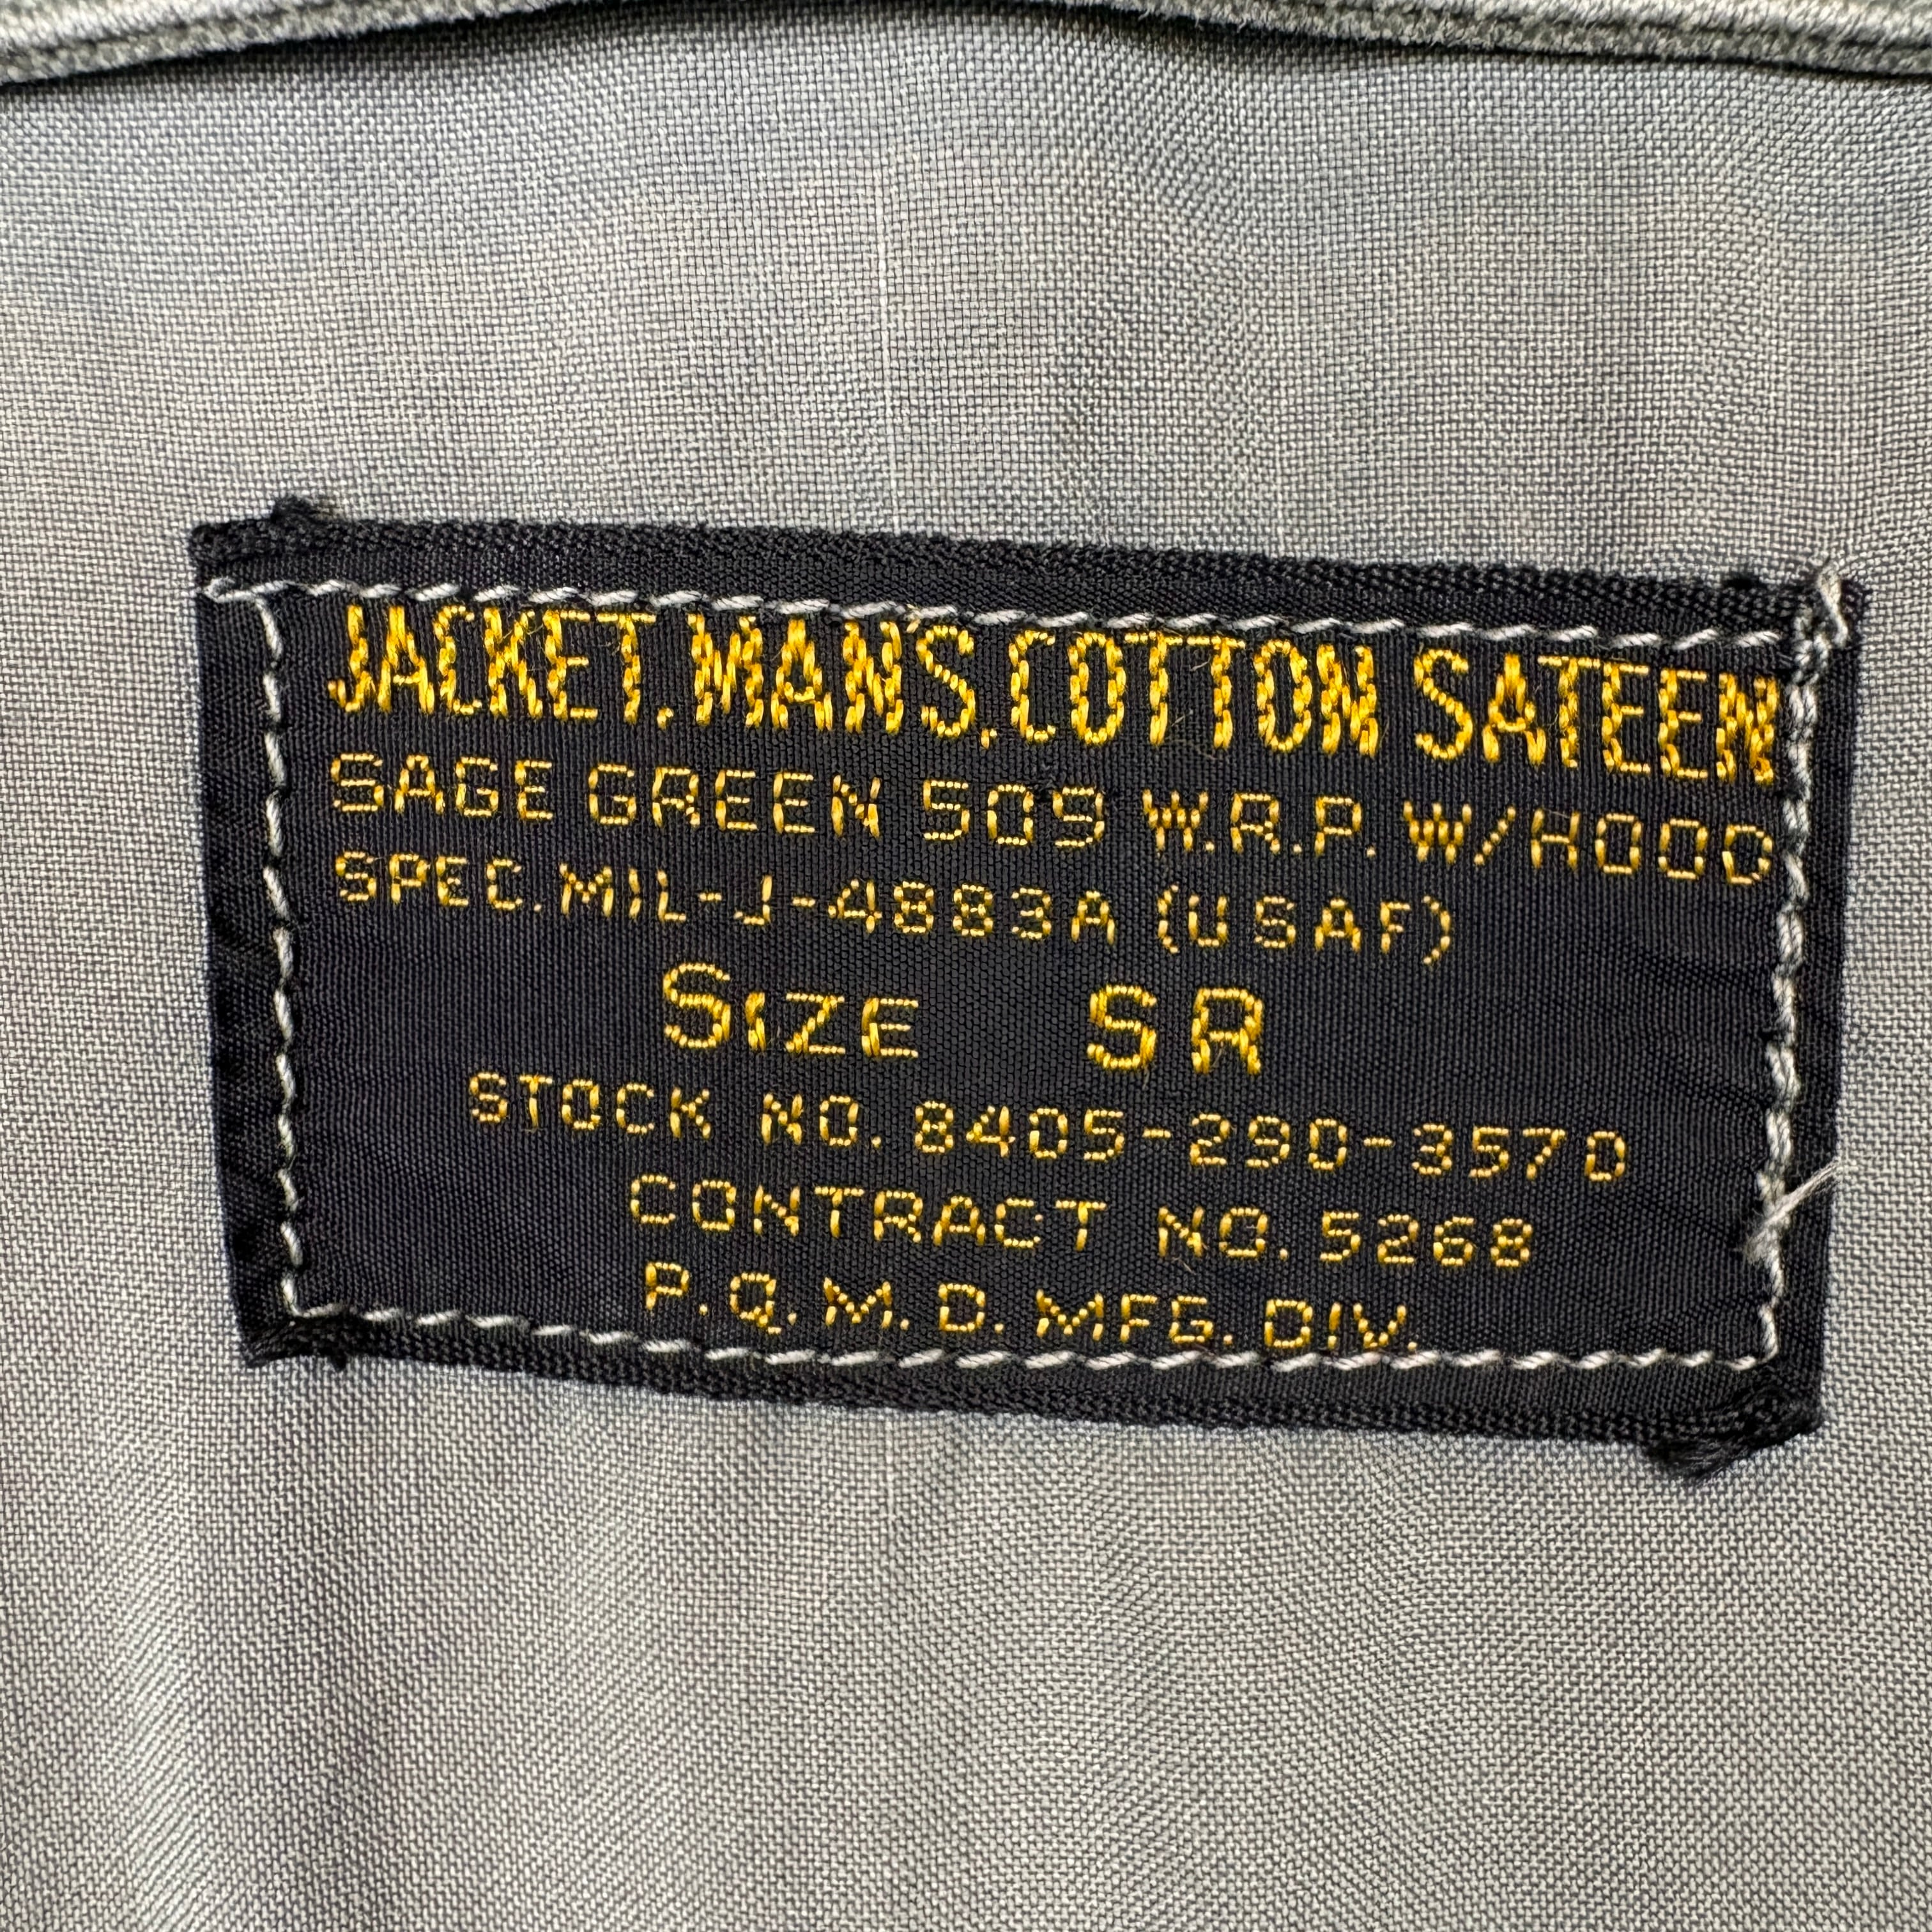 JACKET, MAN'S, COTTON SATEEN
SAGE GREEN 509 W.R.P. W/HOOD
SPEC. MIL-J-4883A (USAF)
SIZE SR
STOCK NO. 8405-290-3570
CONTRACT NO. 5268
P.Q.M.D. MFG. DIV.